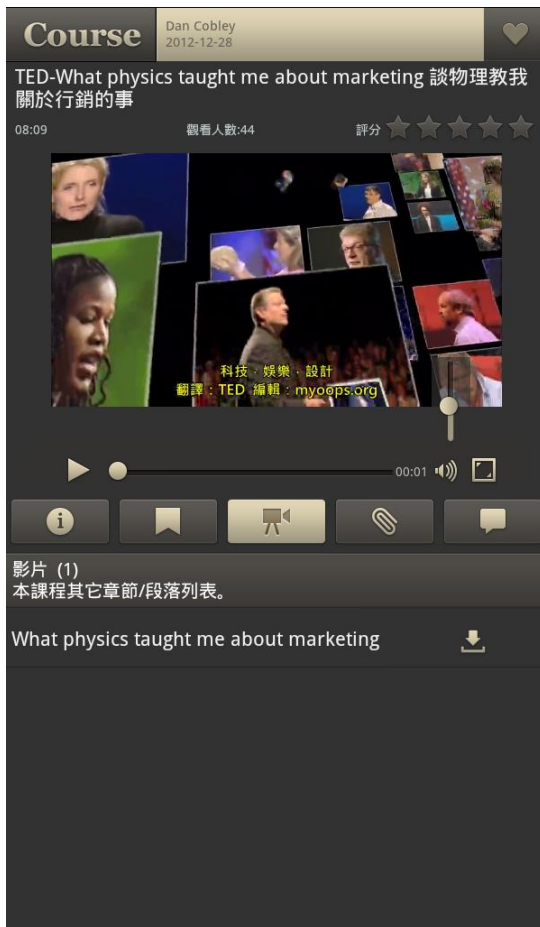 Course
Dan Cobley
2012-12-28
TED-What physics taught me about marketing 談物理教我
關於行銷的事
08:09 觀看人數:44 評分
科技．娛樂．設計
翻譯：TED 編輯：myoops.org
00:01
影片 (1)
本課程其它章節/段落列表。
What physics taught me about marketing